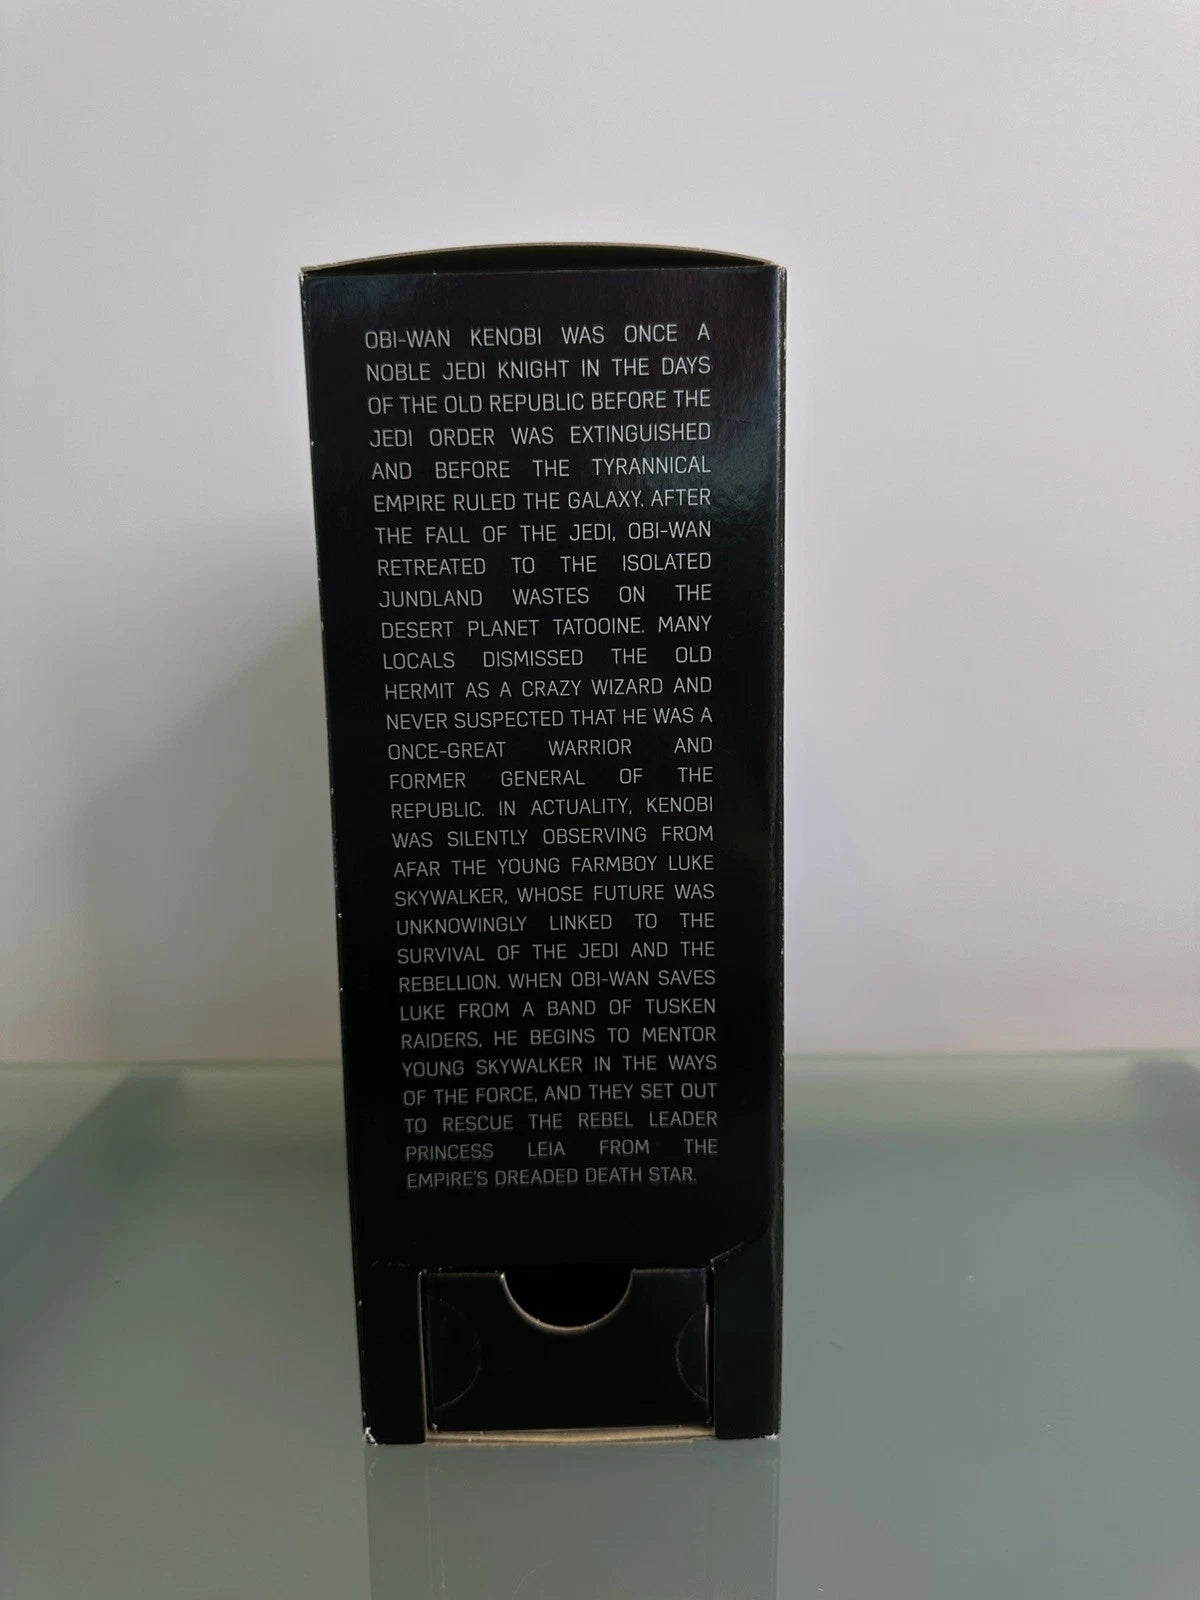 OBI-WAN KENOBI WAS ONCE A
NOBLE JEDI KNIGHT IN THE DAYS
OF THE OLD REPUBLIC BEFORE THE
JEDI ORDER WAS EXTINGUISHED
AND BEFORE THE TYRANNICAL
EMPIRE RULED THE GALAXY. AFTER
THE FALL OF THE JEDI, OBI-WAN
RETREATED TO THE ISOLATED
JUNDLAND WASTES ON THE
DESERT PLANET TATOOINE. MANY
LOCALS DISMISSED THE OLD
HERMIT AS A CRAZY WIZARD AND
NEVER SUSPECTED THAT HE WAS A
ONCE-GREAT WARRIOR AND
FORMER GENERAL OF THE
REPUBLIC. IN ACTUALITY, KENOBI
WAS SILENTLY OBSERVING FROM
AFAR THE YOUNG FARMBOY LUKE
SKYWALKER, WHOSE FUTURE WAS
UNKNOWINGLY LINKED TO THE
SURVIVAL OF THE JEDI AND THE
REBELLION. WHEN OBI-WAN SAVES
LUKE FROM A BAND OF TUSKEN
RAIDERS, HE BEGINS TO MENTOR
YOUNG SKYWALKER IN THE WAYS
OF THE FORCE, AND THEY SET OUT
TO RESCUE THE REBEL LEADER
PRINCESS LEIA FROM THE
EMPIRE'S DREADED DEATH STAR.